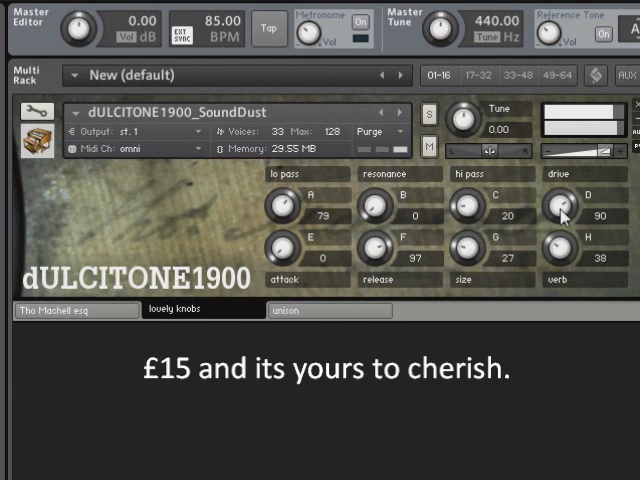 Master Editor
0.00
Vol dB
EXT SYNC
85.00
BPM
Tap
Metronome
On
Vol
Master Tune
440.00
Tune Hz
Reference Tone
On
Vol
Multi Rack
New (default)
01-16 17-32 33-48 49-64
AUX
dULCITONE1900_SoundDust
Output: st. 1
Voices: 33 Max: 128
Purge
Midi Ch: omni
Memory: 29.55 MB
S
M
Tune
0.00
L R
lo pass
resonance
hi pass
drive
A
79
B
0
C
20
D
90
E
0
F
97
G
27
H
38
attack
release
size
verb
dULCITONE1900
Tho Machell esq
lovely knobs
unison
£15 and its yours to cherish.